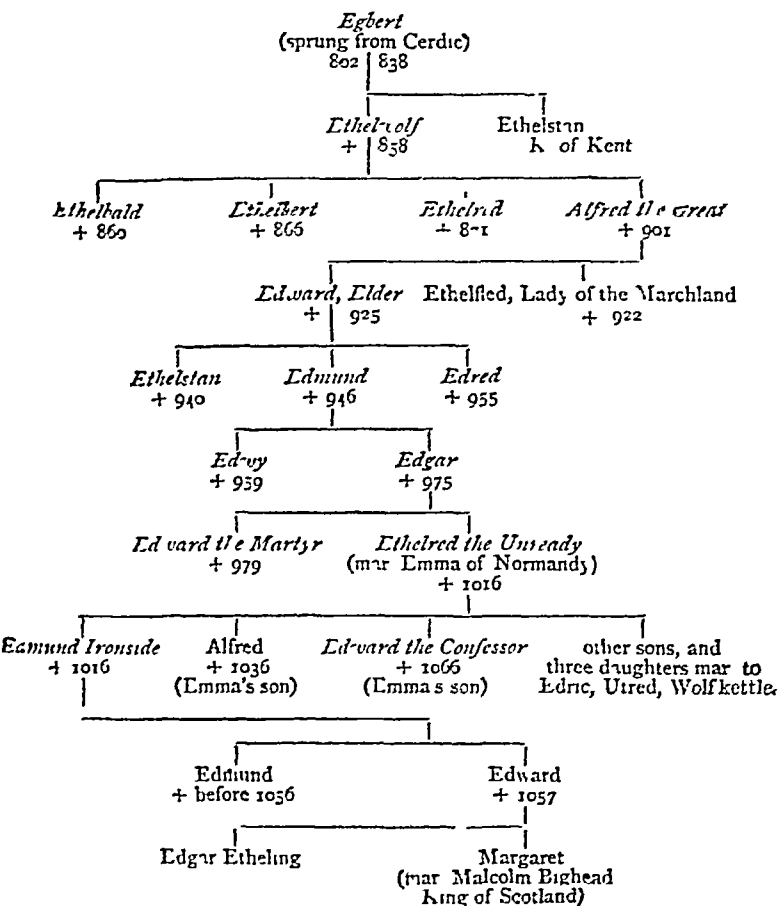 Egbert
(sprung from Cerdic)
802 838
Ethelwolf Ethelstan
+ 858 K of Kent
Ethelbald Ethelbert Ethelred Alfred the Great
+ 860 + 866 + 871 + 901
Edward, Elder Ethelfled, Lady of the Marchland
+ 925 + 922
Ethelstan Edmund Edred
+ 940 + 946 + 955
Edwy Edgar
+ 959 + 975
Edward the Martyr Ethelred the Unready
+ 979 (mar Emma of Normandy)
+ 1016
Edmund Ironside Alfred Edward the Confessor other sons, and
+ 1016 + 1036 + 1066 three daughters mar to
(Emma's son) (Emma s son) Edric, Utred, Wolfkettle
Edmund Edward
+ before 1056 + 1057
Edgar Etheling Margaret
(mar Malcolm Bighead
King of Scotland)